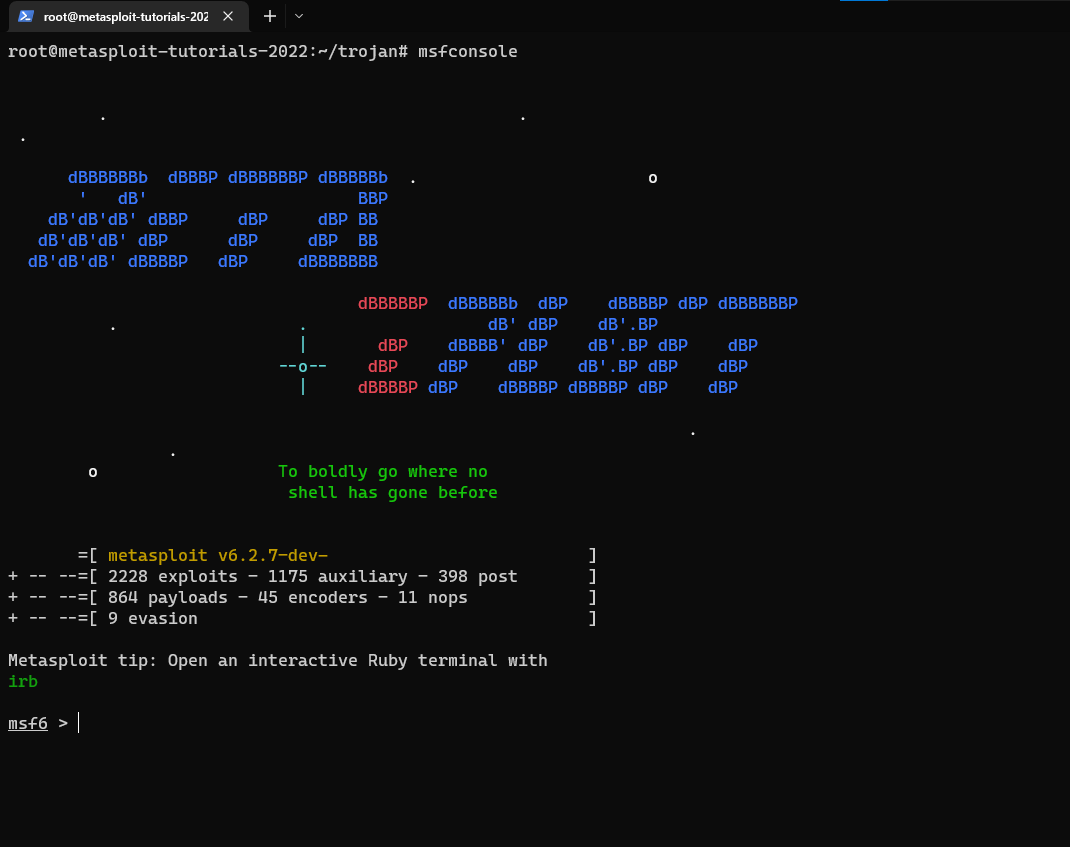 root@metasploit-tutorials-202
root@metasploit-tutorials-2022:~/trojan# msfconsole
.                                         .
.
dBBBBBBb  dBBBP dBBBBBBP dBBBBBb  .                       o
'   dB'                     BBP
dB'dB'dB' dBBP     dBP     dBP BB
dB'dB'dB' dBP      dBP     dBP  BB
dB'dB'dB' dBBBBP   dBP     dBBBBBBB
dBBBBBP  dBBBBBb  dBP    dBBBBP dBP dBBBBBBP
.                  .                  dB' dBP    dB'.BP
|       dBP    dBBBB' dBP    dB'.BP dBP    dBP
--o--    dBP    dBP    dBP    dB'.BP dBP    dBP
|     dBBBBP dBP    dBBBBP dBBBBP dBP    dBP
.
.
o                  To boldly go where no
shell has gone before
=[ metasploit v6.2.7-dev-                          ]
+ -- --=[ 2228 exploits - 1175 auxiliary - 398 post       ]
+ -- --=[ 864 payloads - 45 encoders - 11 nops            ]
+ -- --=[ 9 evasion                                       ]
Metasploit tip: Open an interactive Ruby terminal with
irb
msf6 >